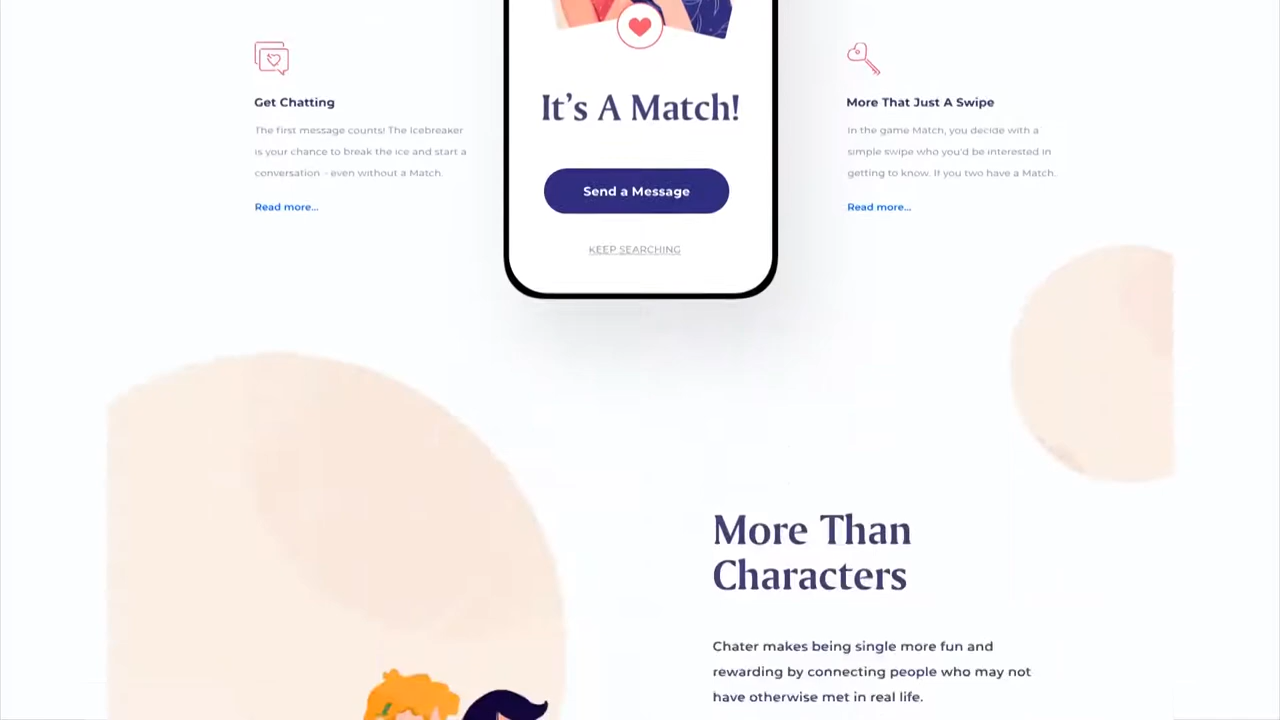 Get Chatting
The first message counts! The Icebreaker
is your chance to break the ice and start a
conversation – even without a Match.
Read more...
It's A Match!
Send a Message
KEEP SEARCHING
More That Just A Swipe
In the game Match, you decide with a
simple swipe who you'd be interested in
getting to know. If you two have a Match.
Read more...
More Than
Characters
Chater makes being single more fun and
rewarding by connecting people who may not
have otherwise met in real life.